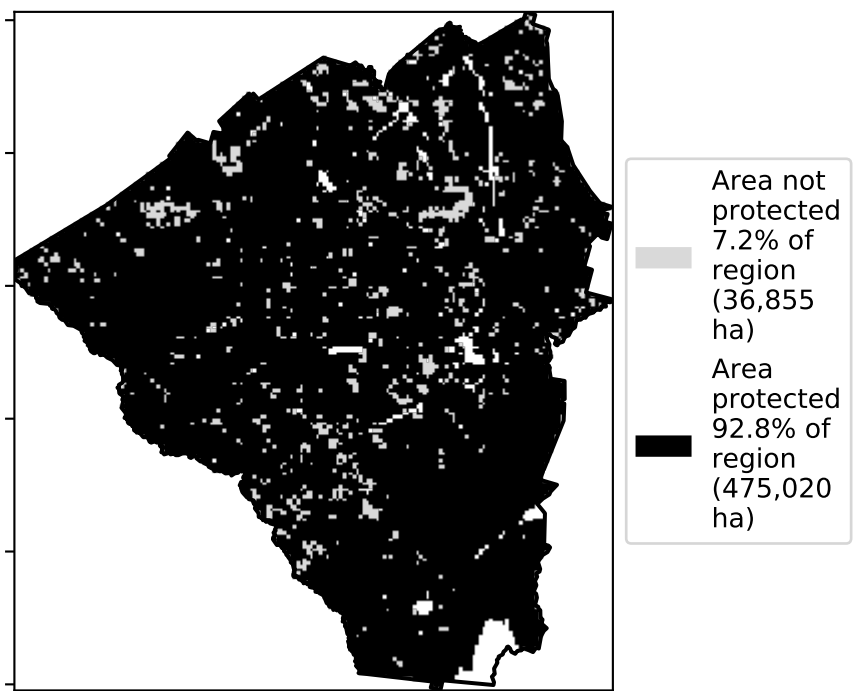 Area not
protected
7.2% of
region
(36,855
ha)
Area
protected
92.8% of
region
(475,020
ha)